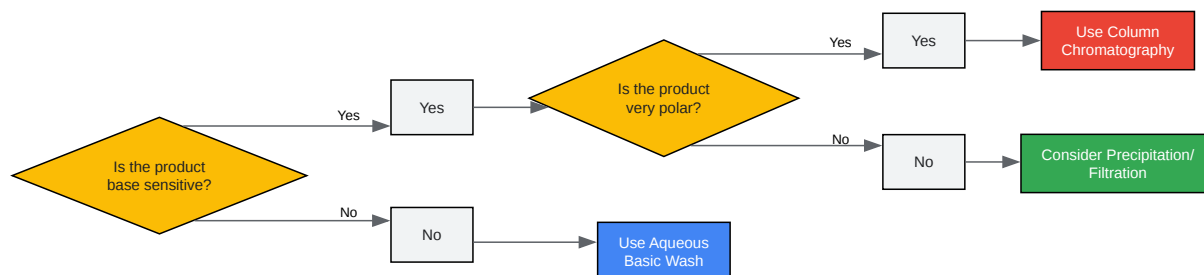 Is the product
base sensitive?
Yes
Yes
No
No
Use Aqueous
Basic Wash
Is the product
very polar?
Yes
Yes
Use Column
Chromatography
No
No
Consider Precipitation/
Filtration